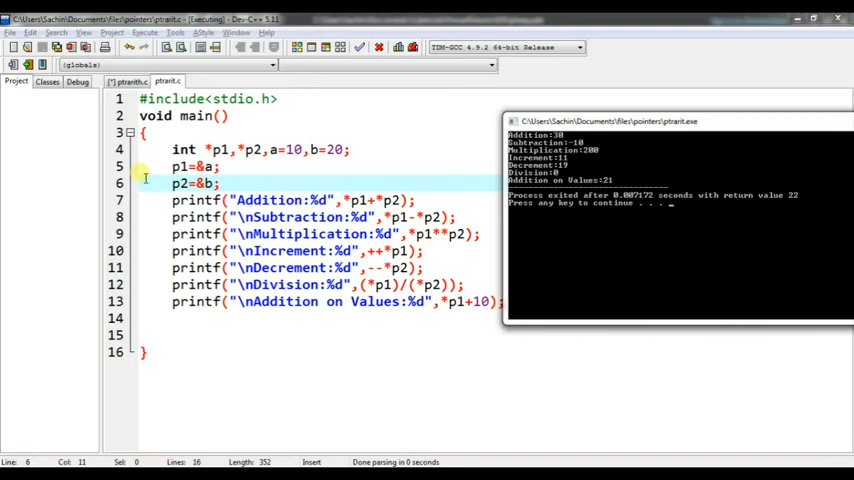 C:\Users\Sachin\Documents\files\pointers\ptrarit.c - [Executing] - Dev-C++ 5.11
File Edit Search View Project Execute Tools AStyle Window Help
TDM-GCC 4.9.2 64-bit Release
(globals)
Project Classes Debug [*] ptrarith.c ptrarit.c
1 #include<stdio.h>
2 void main()
3 {
4 int *p1,*p2,a=10,b=20;
5 p1=&a;
6 p2=&b;
7 printf("Addition:%d",*p1+*p2);
8 printf("\nSubtraction:%d",*p1-*p2);
9 printf("\nMultiplication:%d",*p1**p2);
10 printf("\nIncrement:%d",++*p1);
11 printf("\nDecrement:%d",--*p2);
12 printf("\nDivision:%d",(*p1)/(*p2));
13 printf("\nAddition on Values:%d",*p1+10);
14
15
16 }
C:\Users\Sachin\Documents\files\pointers\ptrarit.exe
Addition:30
Subtraction:-10
Multiplication:200
Increment:11
Decrement:19
Division:0
Addition on Values:21
--------------------------------
Process exited after 0.007172 seconds with return value 22
Press any key to continue . . .
Line: 6 Col: 11 Sel: 0 Lines: 16 Length: 352 Insert Done parsing in 0 seconds